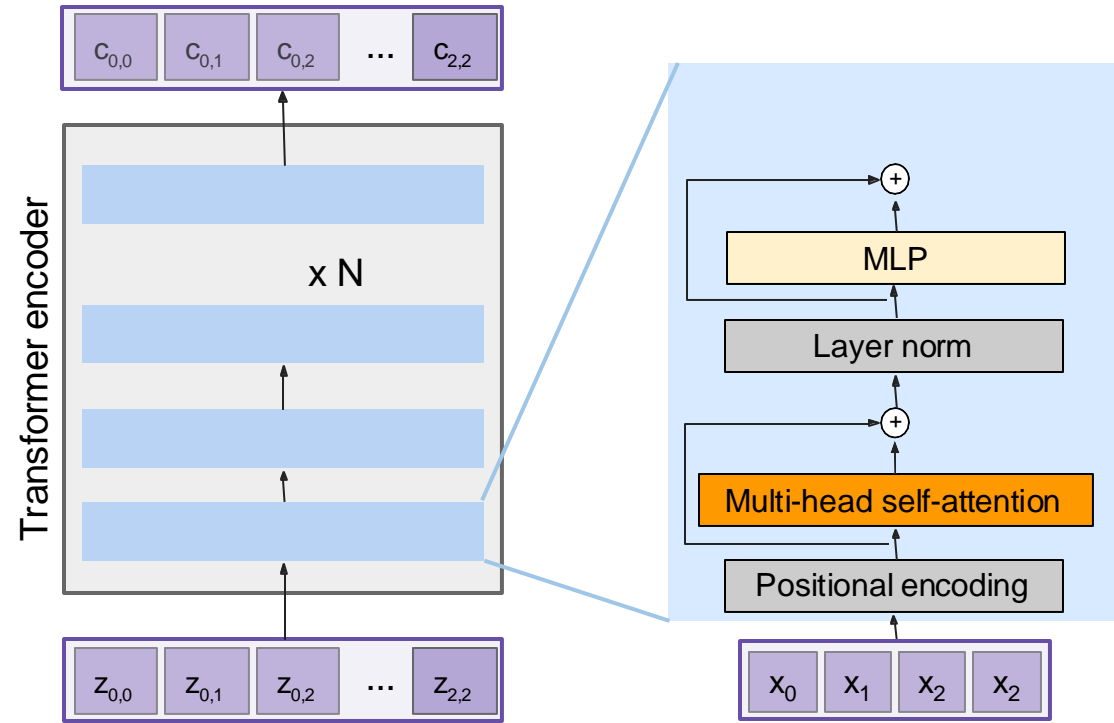 c0,0 c0,1 c0,2 ... c2,2
Transformer encoder
x N
z0,0 z0,1 z0,2 ... z2,2
+
MLP
Layer norm
+
Multi-head self-attention
Positional encoding
x0 x1 x2 x2